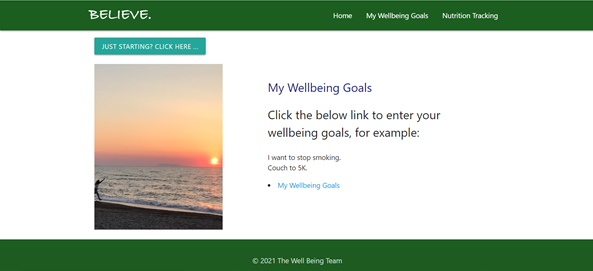 BELIEVE.
Home My Wellbeing Goals Nutrition Tracking
JUST STARTING? CLICK HERE ...
My Wellbeing Goals
Click the below link to enter your
wellbeing goals, for example:
I want to stop smoking.
Couch to 5K.
My Wellbeing Goals
© 2021 The Well Being Team